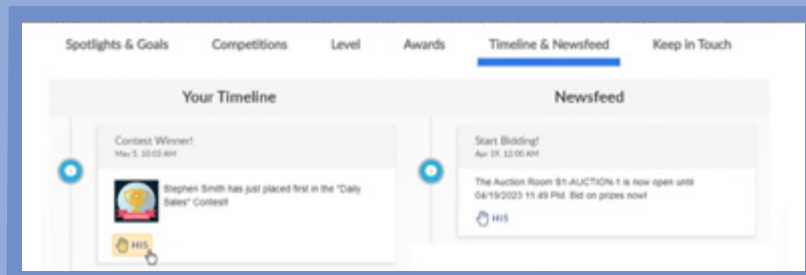 Spotlights & Goals Competitions Level Awards Timeline & Newsfeed Keep in Touch
Your Timeline Newsfeed
Contest Winner!
May 5, 10:03 AM
Stephen Smith has just placed first in the "Daily
Sales" Contest!
HI5
Start Bidding!
Apr 19, 12:00 AM
The Auction Room S1-AUCTION-1 is now open until
04/19/2023 11:49 PM. Bid on prizes now!
HI5